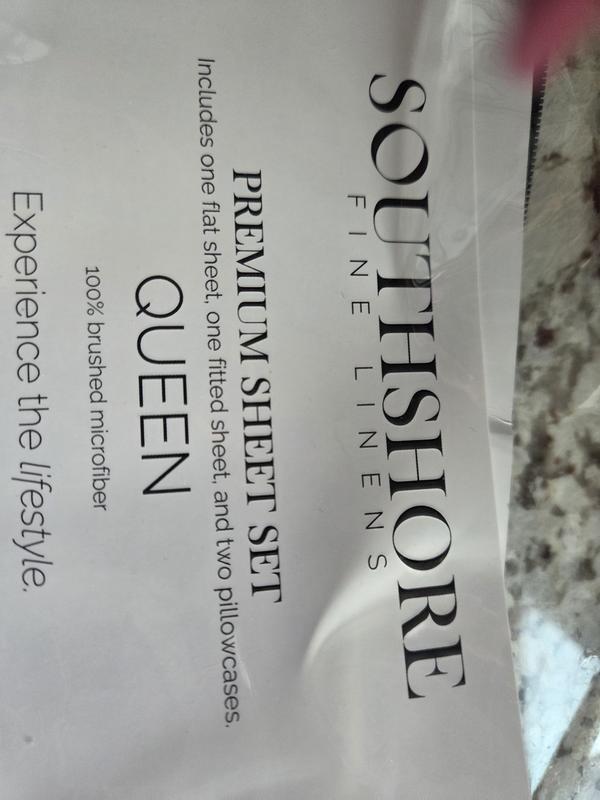 SOUTHSHORE
FINE LINENS
PREMIUM SHEET SET
Includes one flat sheet, one fitted sheet, and two pillowcases.
QUEEN
100% brushed microfiber
Experience the lifestyle.